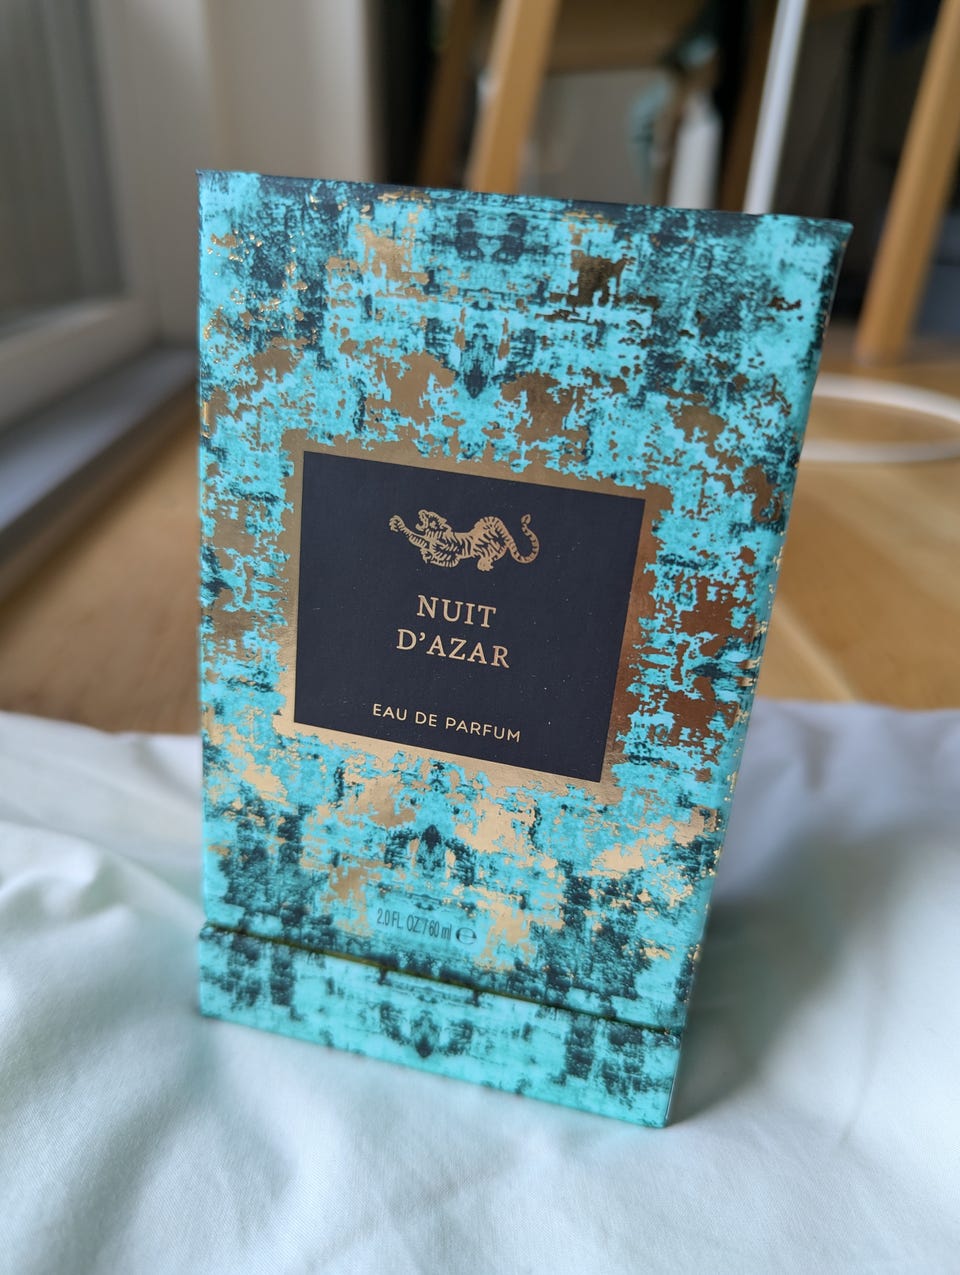 NUIT
D'AZAR
EAU DE PARFUM
2.0 FL. OZ / 60 ml ℮